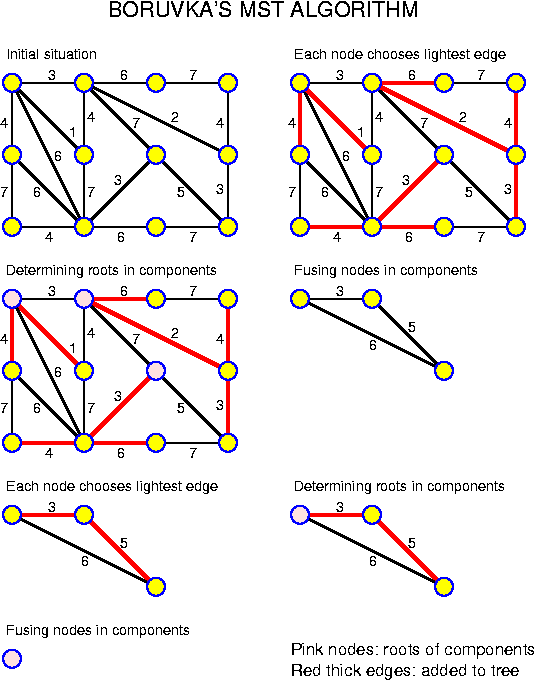 BORUVKA'S MST ALGORITHM
Initial situation
3 6 7
4 4 7 2 4
1
6
7 6 7 3 5 3
4 6 7
Each node chooses lightest edge
3 6 7
4 4 7 2 4
1
6
7 6 7 3 5 3
4 6 7
Determining roots in components
3 6 7
4 4 7 2 4
1
6
7 6 7 3 5 3
4 6 7
Fusing nodes in components
3
5
6
Each node chooses lightest edge
3
5
6
Determining roots in components
3
5
6
Fusing nodes in components
Pink nodes: roots of components
Red thick edges: added to tree